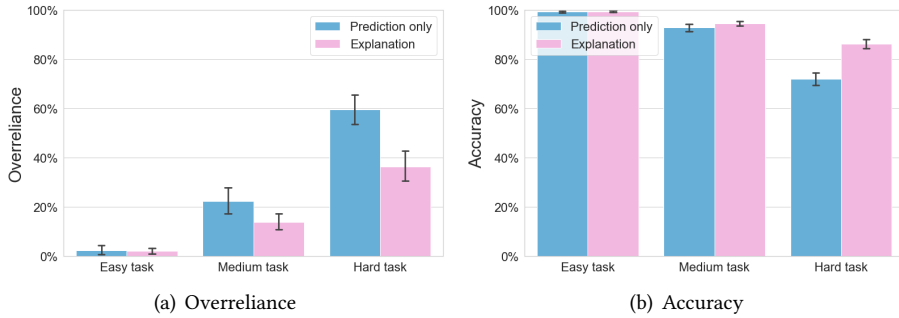 Overreliance
100%
80%
60%
40%
20%
0%
Prediction only
Explanation
Easy task
Medium task
Hard task
(a) Overreliance
Accuracy
100%
80%
60%
40%
20%
0%
Prediction only
Explanation
Easy task
Medium task
Hard task
(b) Accuracy